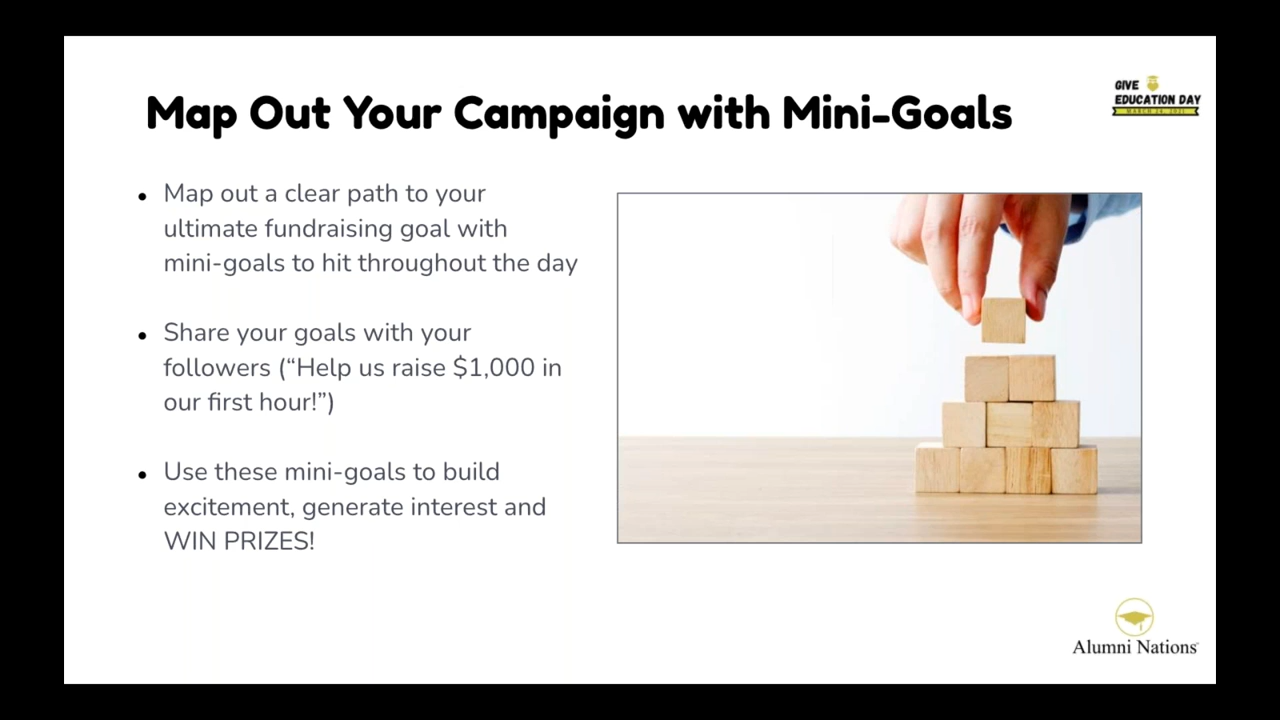 Map Out Your Campaign with Mini-Goals
GIVE
EDUCATION DAY
Map out a clear path to your
ultimate fundraising goal with
mini-goals to hit throughout the day
Share your goals with your
followers (“Help us raise $1,000 in
our first hour!”)
Use these mini-goals to build
excitement, generate interest and
WIN PRIZES!
Alumni Nations